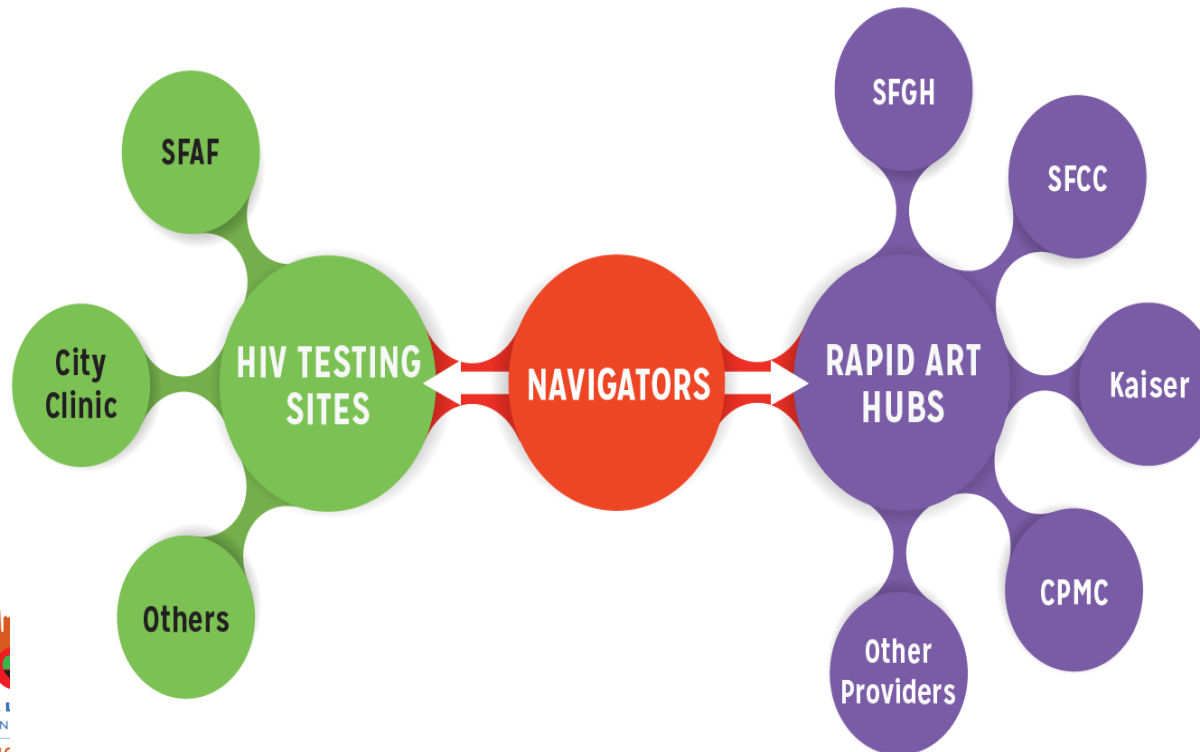 SFAF
City
Clinic
Others
HIV TESTING
SITES
NAVIGATORS
RAPID ART
HUBS
SFGH
SFCC
Kaiser
CPMC
Other
Providers